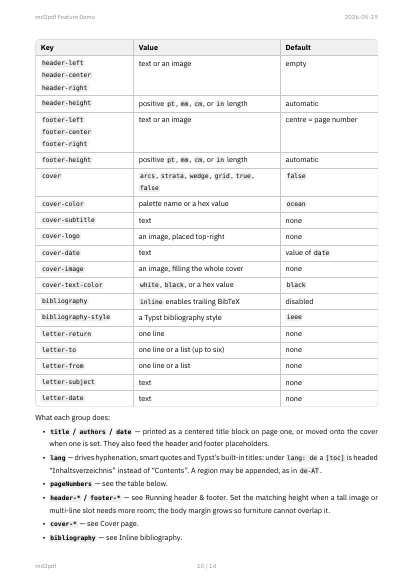 md2pdf Feature Demo 2026-05-19
Key Value Default
header-left text or an image empty
header-center
header-right
header-height positive pt, mm, cm, or in length automatic
footer-left text or an image centre = page number
footer-center
footer-right
footer-height positive pt, mm, cm, or in length automatic
cover arcs, strata, wedge, grid, true, false
false
cover-color palette name or a hex value ocean
cover-subtitle text none
cover-logo an image, placed top-right none
cover-date text value of date
cover-image an image, filling the whole cover none
cover-text-color white, black, or a hex value black
bibliography inline enables trailing BibTeX disabled
bibliography-style a Typst bibliography style ieee
letter-return one line none
letter-to one line or a list (up to six) none
letter-from one line or a list none
letter-subject text none
letter-date text none
What each group does:
• title / authors / date — printed as a centered title block on page one, or moved onto the cover
when one is set. They also feed the header and footer placeholders.
• lang — drives hyphenation, smart quotes and Typst's built-in titles: under lang: de a [toc] is headed
"Inhaltsverzeichnis" instead of "Contents". A region may be appended, as in de-AT.
• pageNumbers — see the table below.
• header-* / footer-* — see Running header & footer. Set the matching height when a tall image or
multi-line slot needs more room; the body margin grows so furniture cannot overlap it.
• cover-* — see Cover page.
• bibliography — see Inline bibliography.
md2pdf 10 / 14